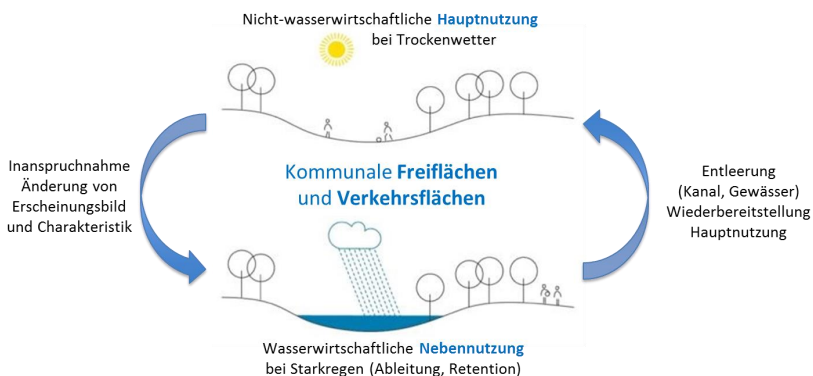 Nicht-wasserwirtschaftliche Hauptnutzung
bei Trockenwetter
Inanspruchnahme
Änderung von
Erscheinungsbild
und Charakteristik
Kommunale Freiflächen
und Verkehrsflächen
Entleerung
(Kanal, Gewässer)
Wiederbereitstellung
Hauptnutzung
Wasserwirtschaftliche Nebennutzung
bei Starkregen (Ableitung, Retention)